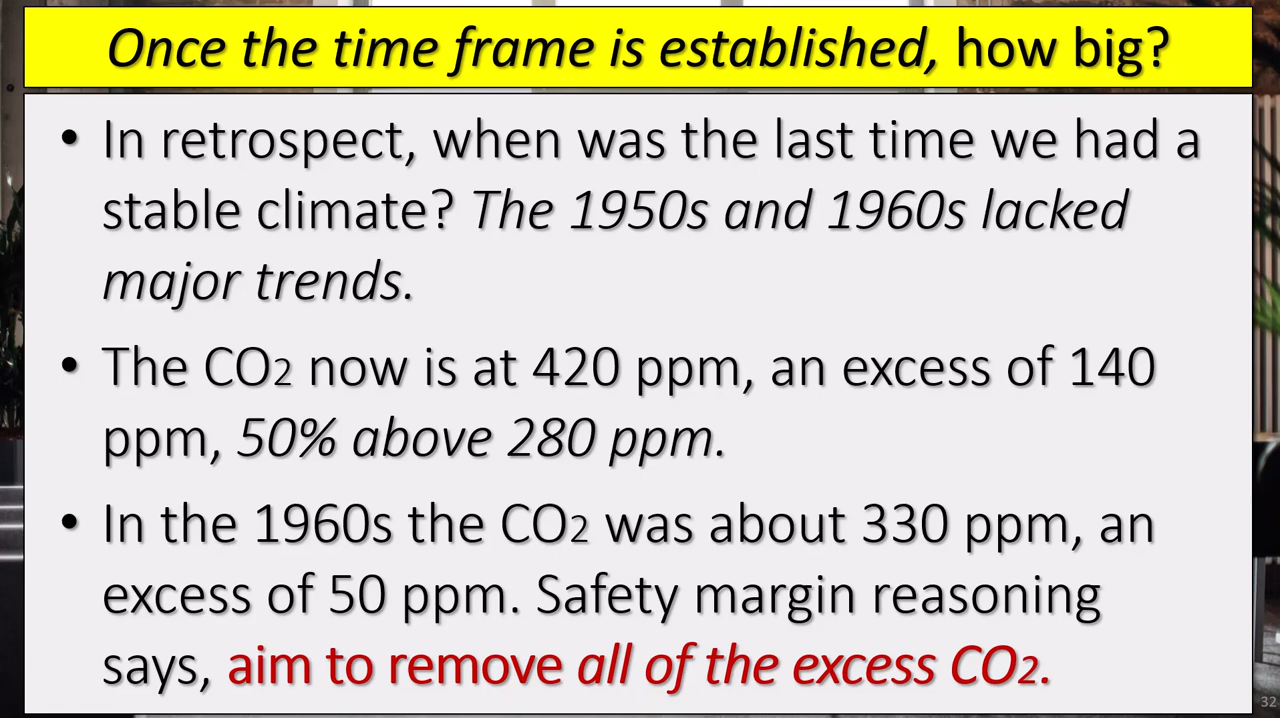 Once the time frame is established, how big?
• In retrospect, when was the last time we had a
stable climate? The 1950s and 1960s lacked
major trends.
• The CO2 now is at 420 ppm, an excess of 140
ppm, 50% above 280 ppm.
• In the 1960s the CO2 was about 330 ppm, an
excess of 50 ppm. Safety margin reasoning
says, aim to remove all of the excess CO2.
32